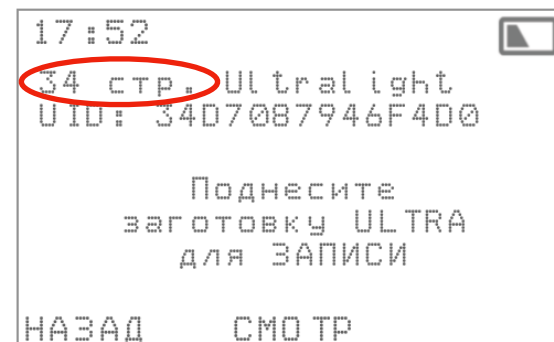 17:52
34 стр. UltraLight
UID: 34D7087946F4D0
Поднесите
заготовку ULTRA
для ЗАПИСИ
НАЗАД СМОТР